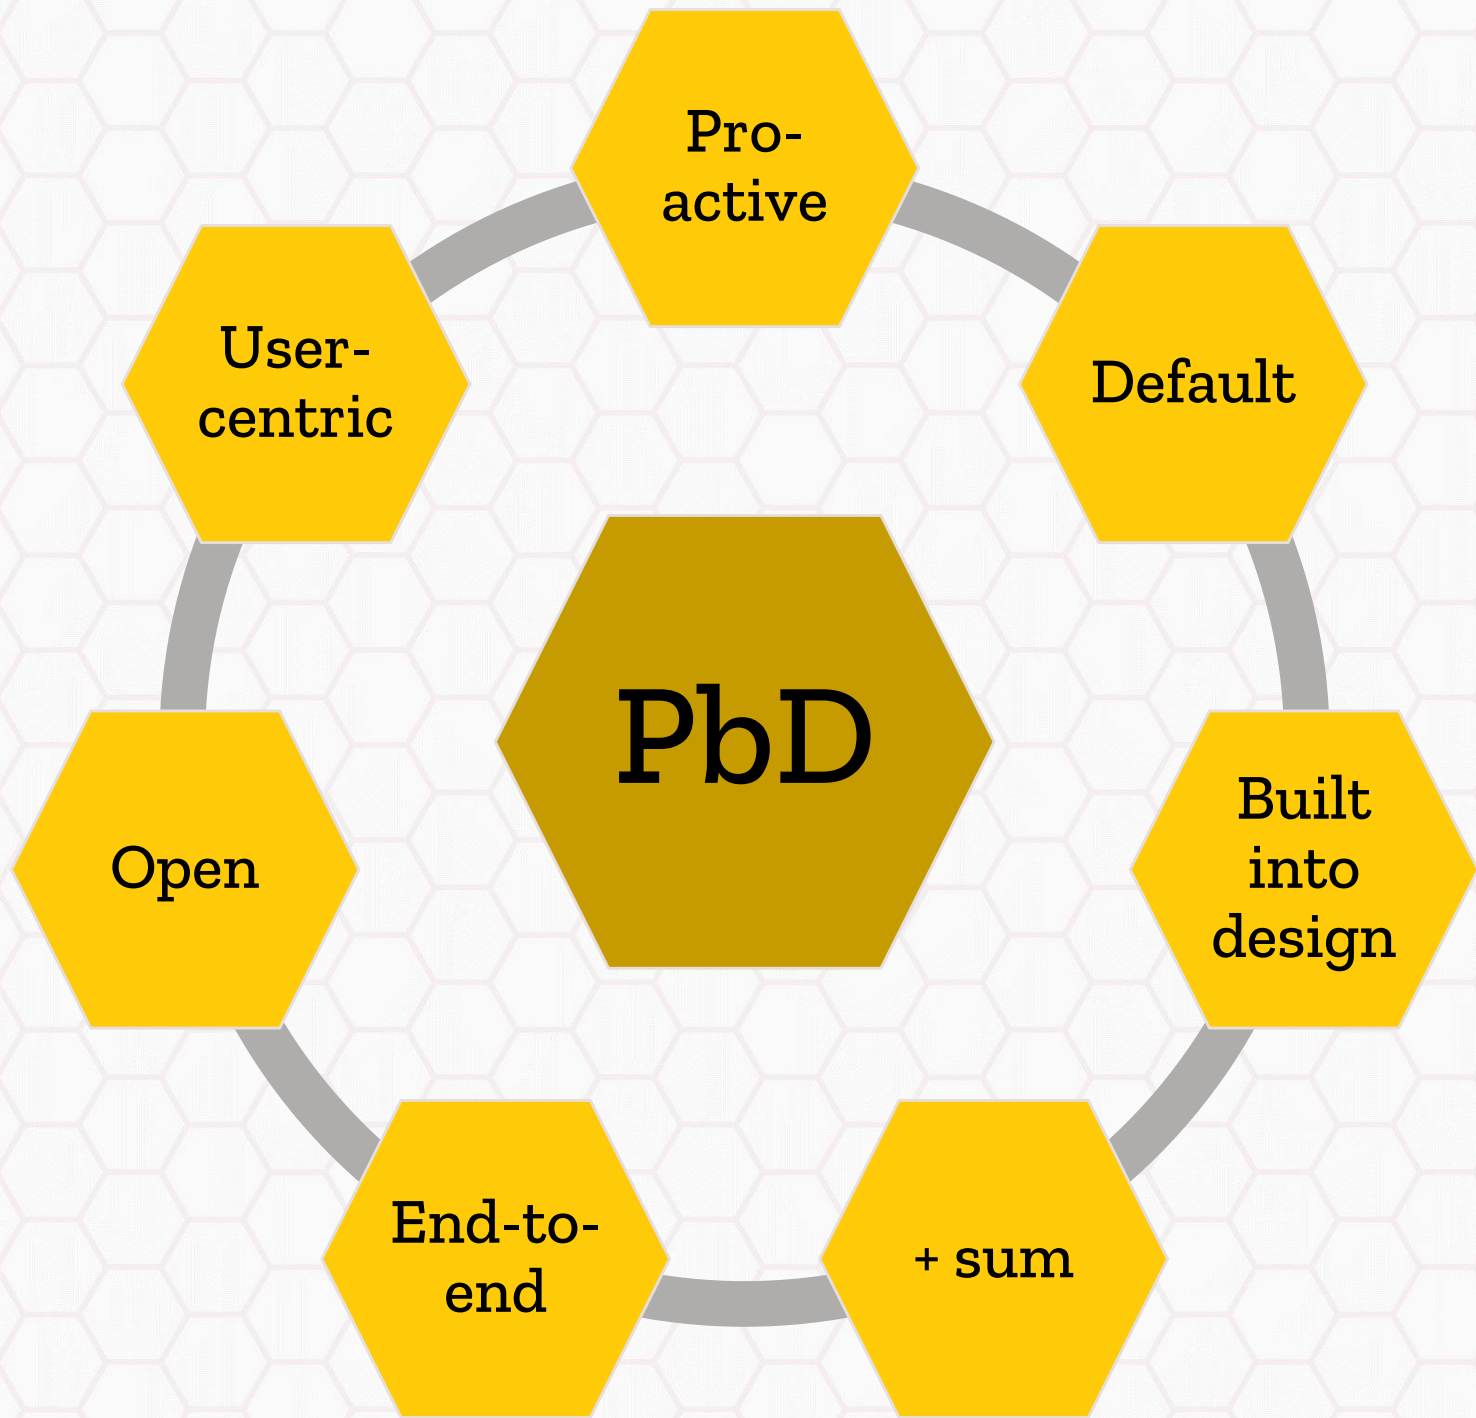 Pro-
active
User-
centric
Default
PbD
Built
into
design
Open
End-to-
end
+ sum